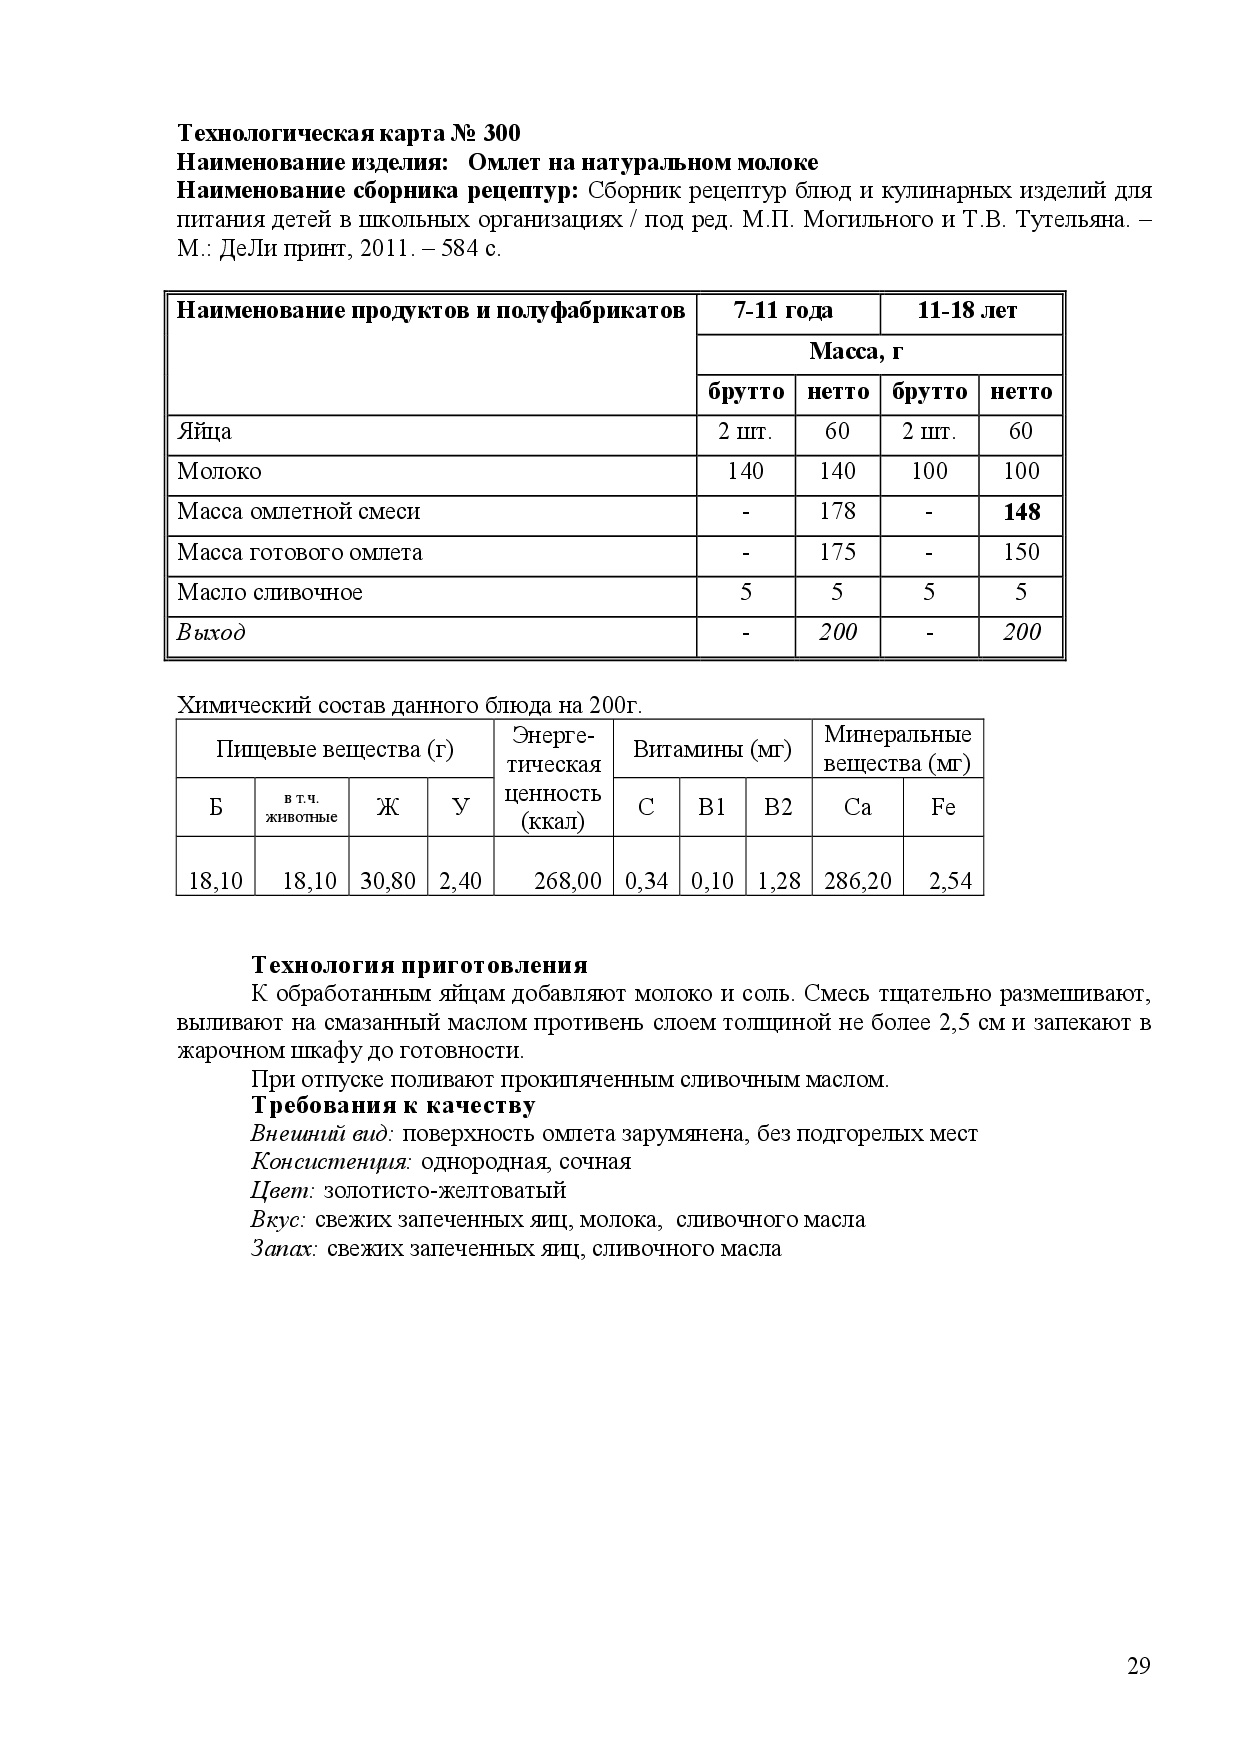 Технологическая карта № 300
Наименование изделия: Омлет на натуральном молоке
Наименование сборника рецептур: Сборник рецептур блюд и кулинарных изделий для
питания детей в школьных организациях / под ред. М.П. Могильного и Т.В. Тутельяна. –
М.: ДеЛи принт, 2011. – 584 с.
Наименование продуктов и полуфабрикатов 7-11 года 11-18 лет
Масса, г
брутто нетто брутто нетто
Яйца 2 шт. 60 2 шт. 60
Молоко 140 140 100 100
Масса омлетной смеси - 178 - 148
Масса готового омлета - 175 - 150
Масло сливочное 5 5 5 5
Выход - 200 - 200
Химический состав данного блюда на 200г.
Пищевые вещества (г) Энерге-
тическая
ценность
(ккал) Витамины (мг) Минеральные
вещества (мг)
Б в т.ч.
животные Ж У С В1 В2 Са Fe
18,10 18,10 30,80 2,40 268,00 0,34 0,10 1,28 286,20 2,54
Технология приготовления
К обработанным яйцам добавляют молоко и соль. Смесь тщательно размешивают,
выливают на смазанный маслом противень слоем толщиной не более 2,5 см и запекают в
жарочном шкафу до готовности.
При отпуске поливают прокипяченным сливочным маслом.
Требования к качеству
Внешний вид: поверхность омлета зарумянена, без подгорелых мест
Консистенция: однородная, сочная
Цвет: золотисто-желтоватый
Вкус: свежих запеченных яиц, молока, сливочного масла
Запах: свежих запеченных яиц, сливочного масла
29